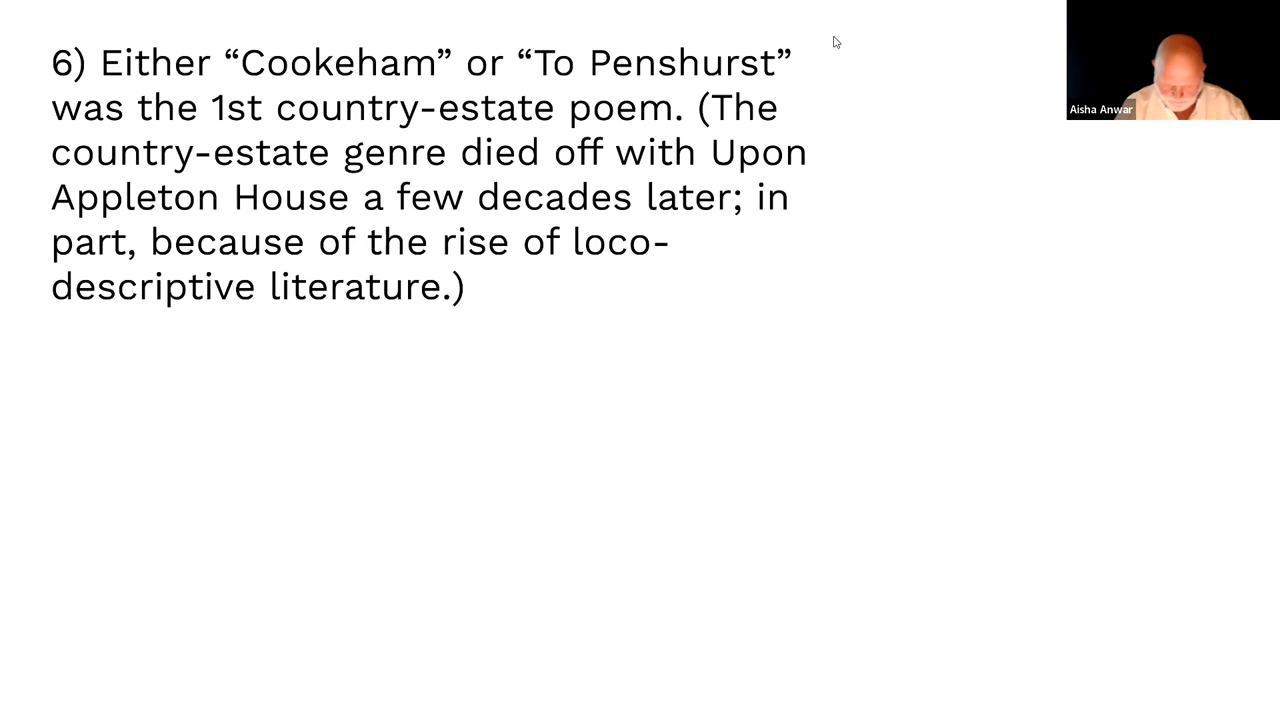 6) Either “Cookeham” or “To Penshurst”
was the 1st country-estate poem. (The
country-estate genre died off with Upon
Appleton House a few decades later; in
part, because of the rise of loco-
descriptive literature.)
Aisha Anwar